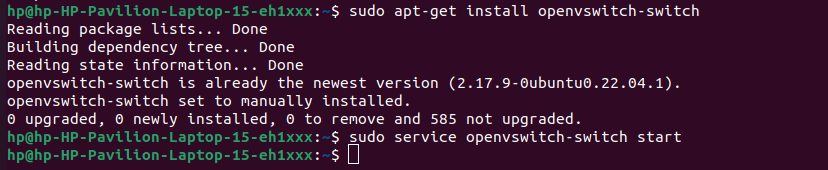 hp@hp-HP-Pavilion-Laptop-15-eh1xxx:~$ sudo apt-get install openvswitch-switch
Reading package lists... Done
Building dependency tree... Done
Reading state information... Done
openvswitch-switch is already the newest version (2.17.9-0ubuntu0.22.04.1).
openvswitch-switch set to manually installed.
0 upgraded, 0 newly installed, 0 to remove and 585 not upgraded.
hp@hp-HP-Pavilion-Laptop-15-eh1xxx:~$ sudo service openvswitch-switch start
hp@hp-HP-Pavilion-Laptop-15-eh1xxx:~$